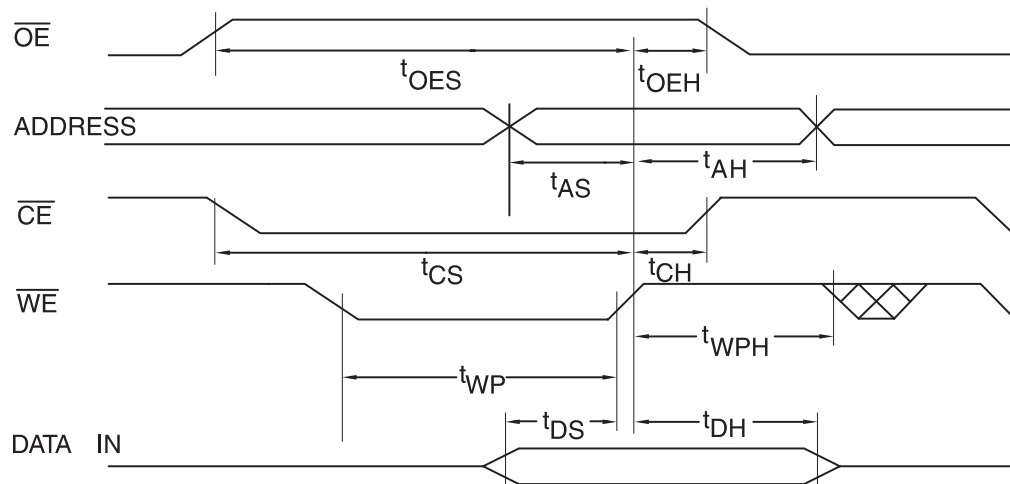 OE
tOES
tOEH
ADDRESS
tAS
tAH
CE
tCS
tCH
WE
tWPH
tWP
tDS
tDH
DATA IN